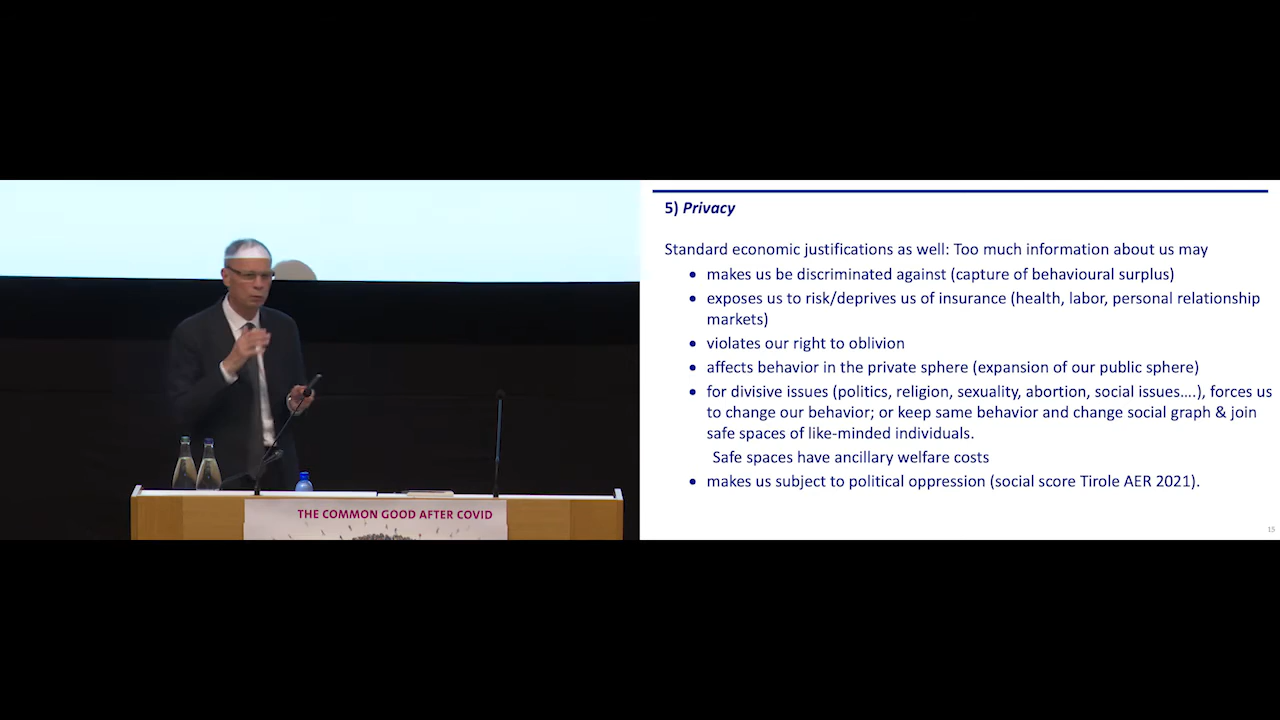 5) Privacy
Standard economic justifications as well: Too much information about us may
• makes us be discriminated against (capture of behavioural surplus)
• exposes us to risk/deprives us of insurance (health, labor, personal relationship
markets)
• violates our right to oblivion
• affects behavior in the private sphere (expansion of our public sphere)
• for divisive issues (politics, religion, sexuality, abortion, social issues….), forces us
to change our behavior; or keep same behavior and change social graph & join
safe spaces of like-minded individuals.
Safe spaces have ancillary welfare costs
• makes us subject to political oppression (social score Tirole AER 2021).
15
THE COMMON GOOD AFTER COVID